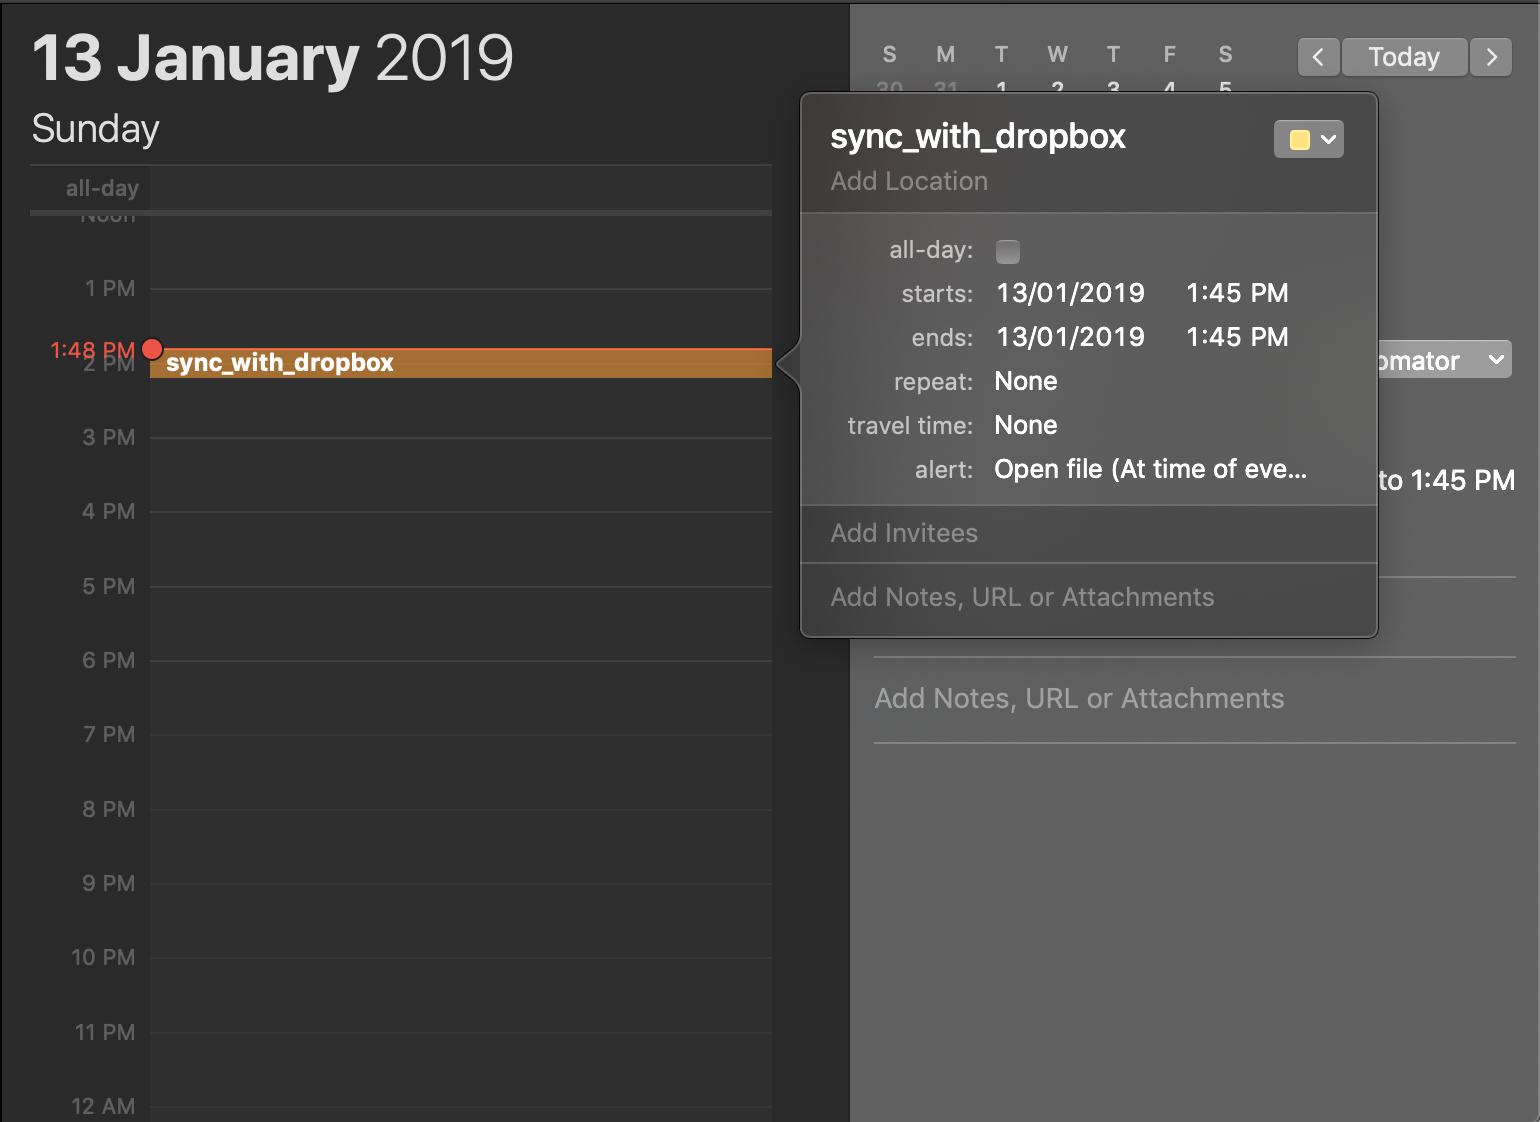 13 January 2019
Sunday
all-day
Noon
1 PM
1:48 PM
2 PM
sync_with_dropbox
3 PM
4 PM
5 PM
6 PM
7 PM
8 PM
9 PM
10 PM
11 PM
12 AM
S M T W T F S
30 31 1 2 3 4 5
< Today >
sync_with_dropbox
Add Location
all-day:
starts: 13/01/2019 1:45 PM
ends: 13/01/2019 1:45 PM
repeat: None
travel time: None
alert: Open file (At time of eve...
Add Invitees
Add Notes, URL or Attachments
omator
to 1:45 PM
Add Notes, URL or Attachments